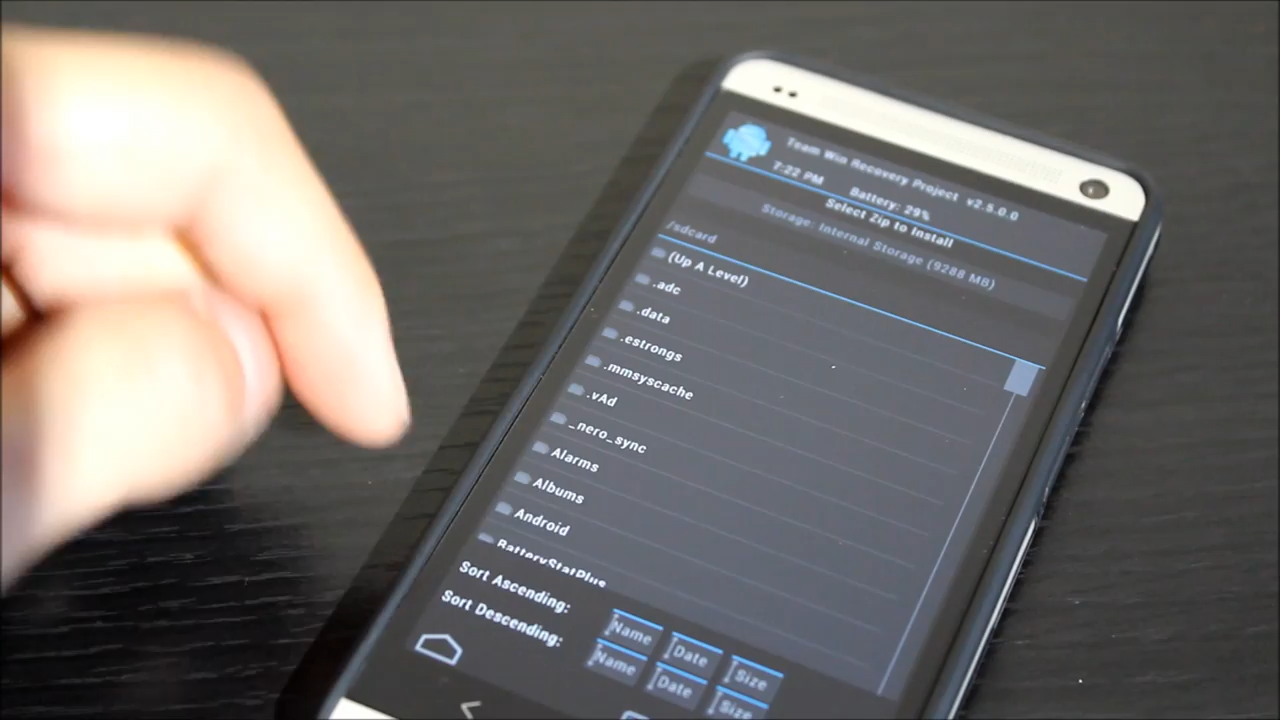 Team Win Recovery Project v2.5.0.0
7:22 PM Battery: 29%
Select Zip to Install
Storage: Internal Storage (9288 MB)
/sdcard
(Up A Level)
.adc
.data
.estrongs
.mmsyscache
.vAd
_nero_sync
Alarms
Albums
Android
BatteryStatPlus
Sort Ascending: Name Date Size
Sort Descending: Name Date Size